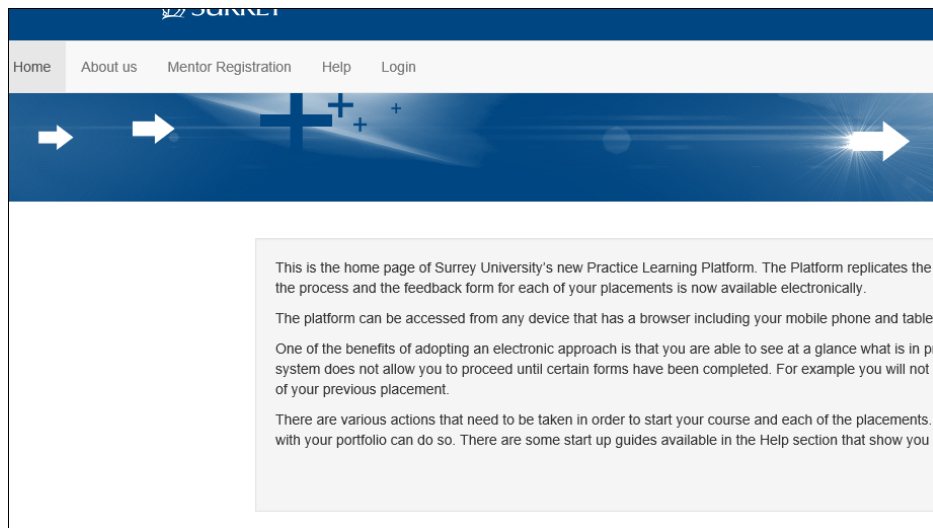 SURREY
Home About us Mentor Registration Help Login
This is the home page of Surrey University's new Practice Learning Platform. The Platform replicates the
the process and the feedback form for each of your placements is now available electronically.
The platform can be accessed from any device that has a browser including your mobile phone and table
One of the benefits of adopting an electronic approach is that you are able to see at a glance what is in p
system does not allow you to proceed until certain forms have been completed. For example you will not
of your previous placement.
There are various actions that need to be taken in order to start your course and each of the placements.
with your portfolio can do so. There are some start up guides available in the Help section that show you